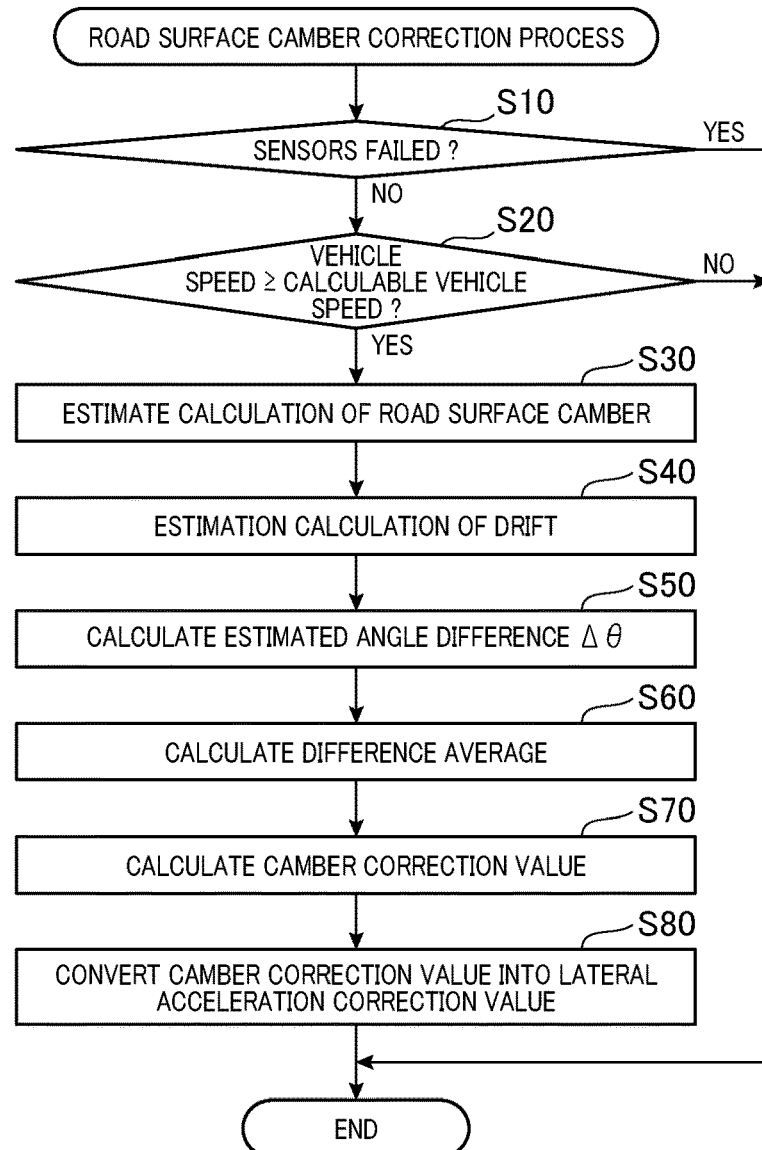 ROAD SURFACE CAMBER CORRECTION PROCESS
S10
SENSORS FAILED ?
YES
NO
S20
VEHICLE
SPEED ≥ CALCULABLE VEHICLE
SPEED ?
NO
YES
S30
ESTIMATE CALCULATION OF ROAD SURFACE CAMBER
S40
ESTIMATION CALCULATION OF DRIFT
S50
CALCULATE ESTIMATED ANGLE DIFFERENCE Δ θ
S60
CALCULATE DIFFERENCE AVERAGE
S70
CALCULATE CAMBER CORRECTION VALUE
S80
CONVERT CAMBER CORRECTION VALUE INTO LATERAL
ACCELERATION CORRECTION VALUE
END